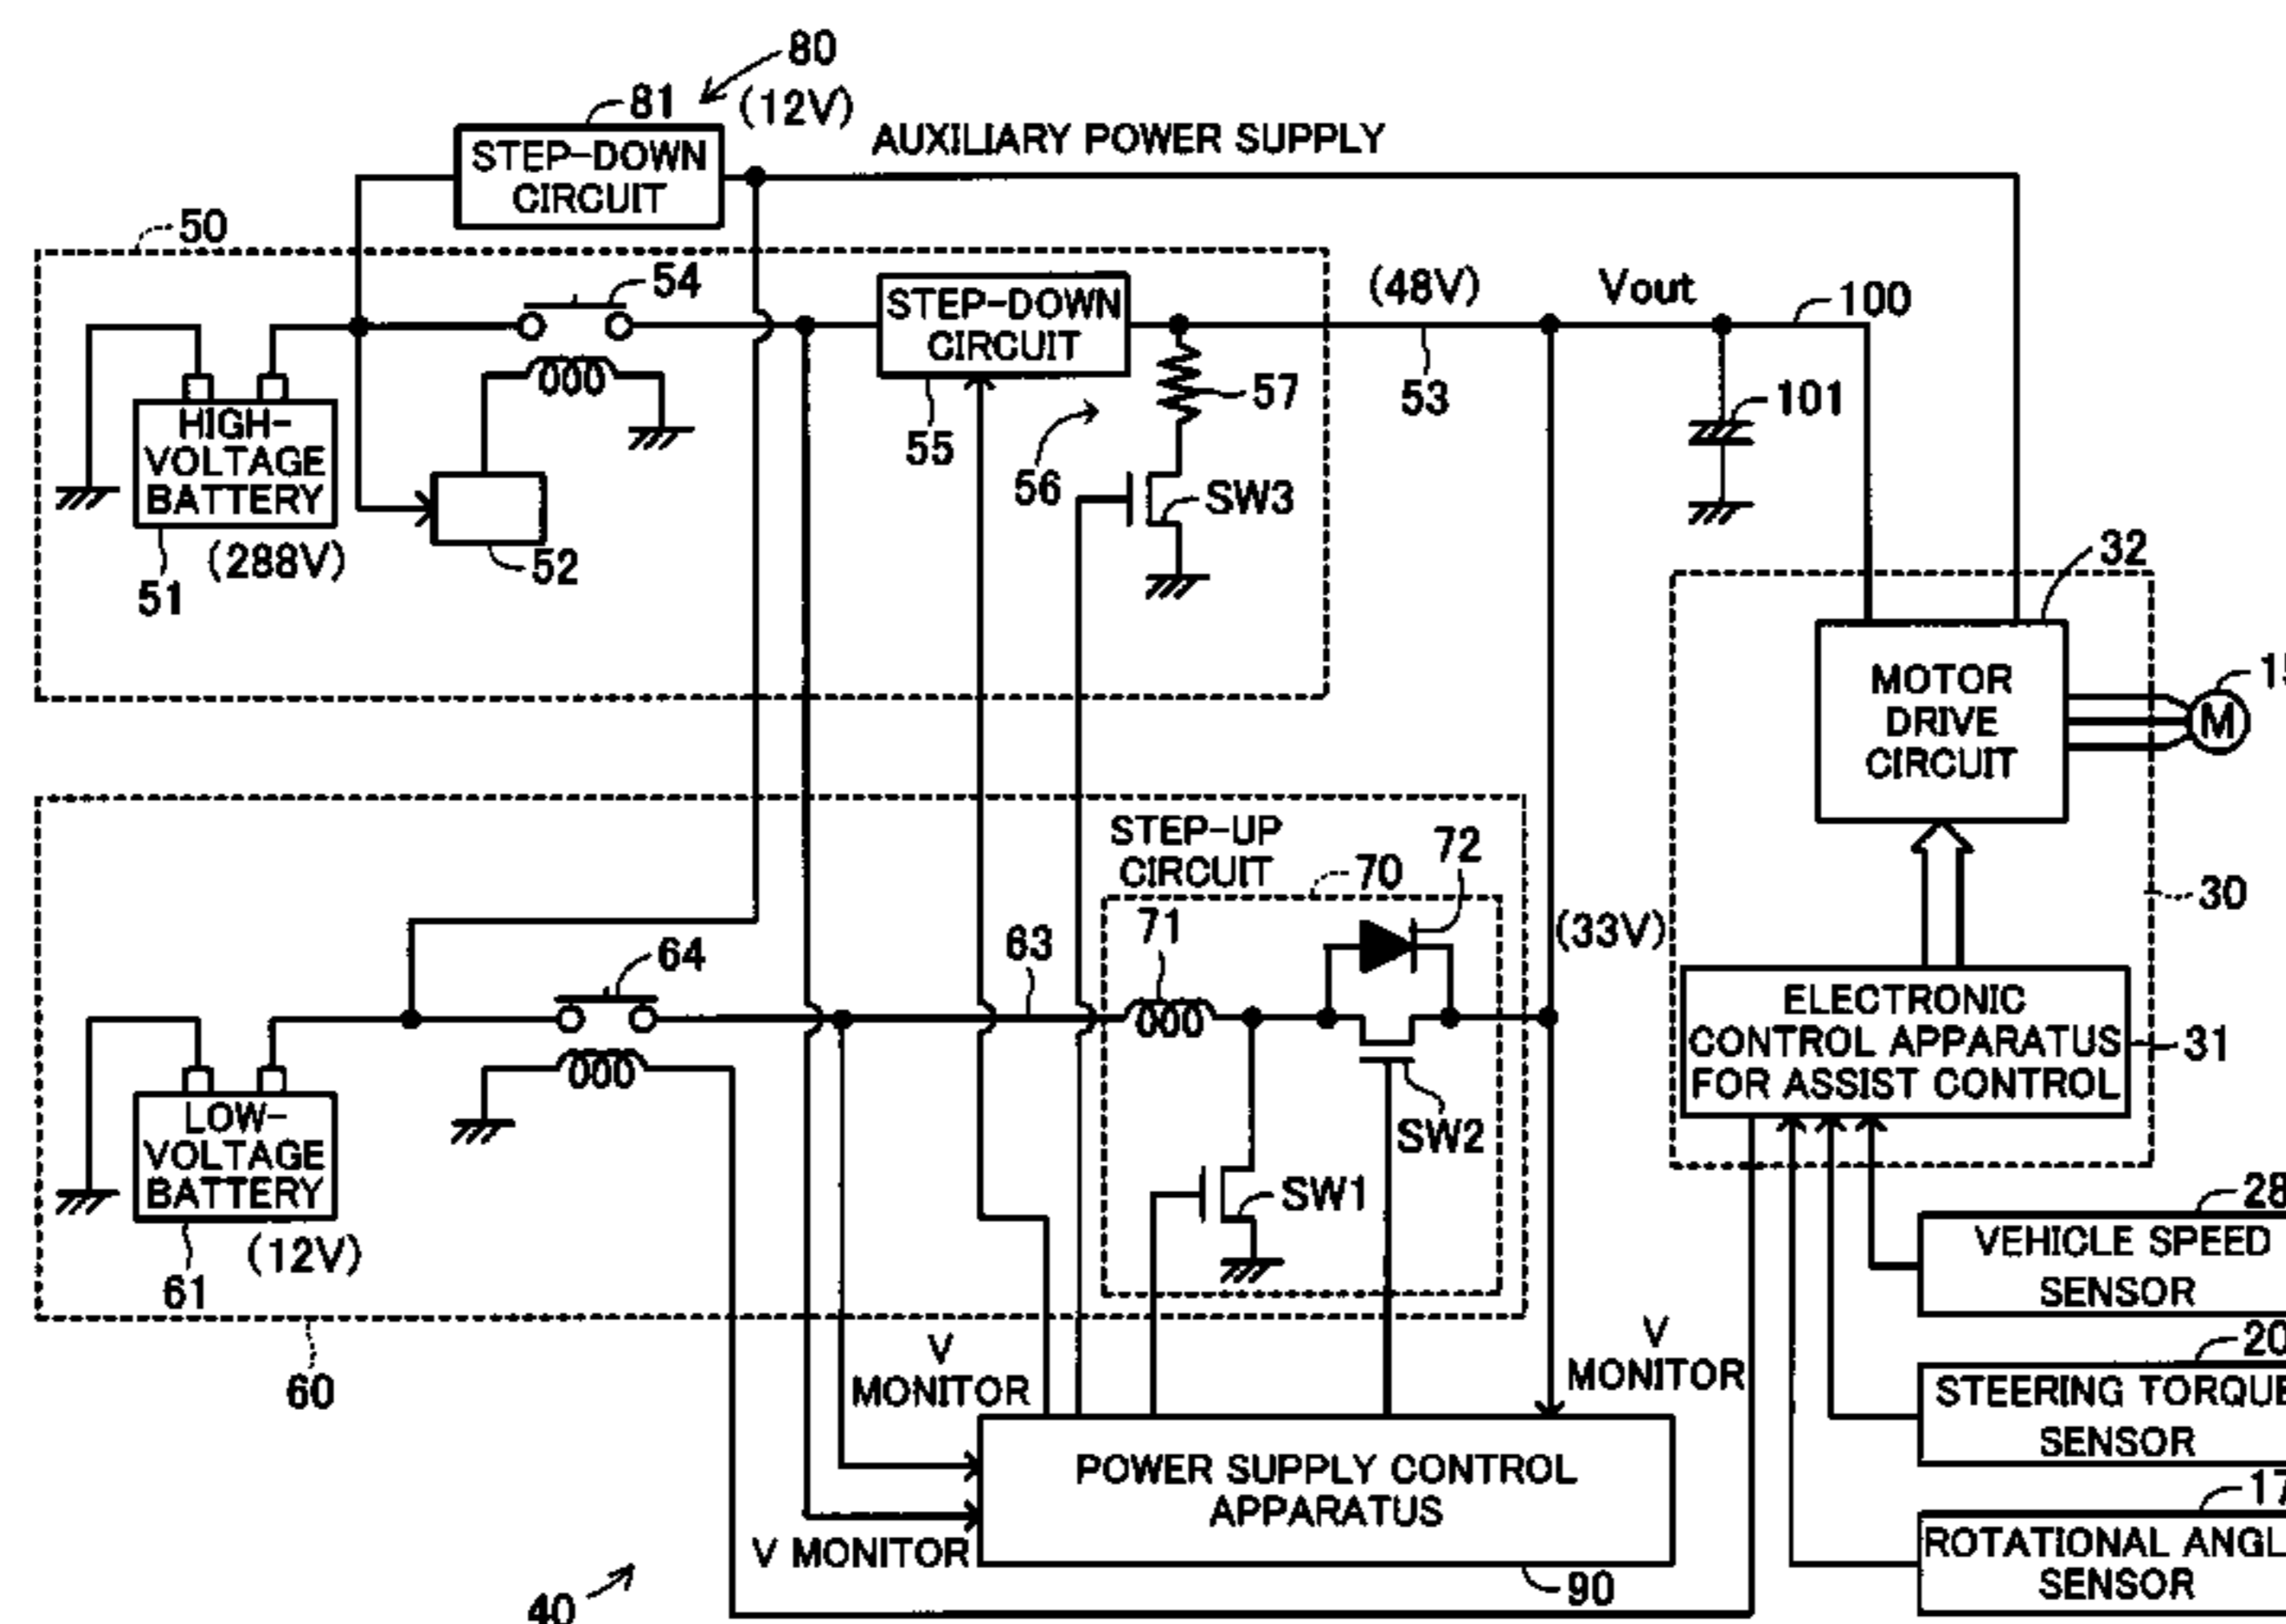 80
81
(12V)
AUXILIARY POWER SUPPLY
STEP-DOWN
CIRCUIT
50
54
STEP-DOWN
CIRCUIT
(48V)
Vout
100
HIGH-
VOLTAGE
BATTERY
(288V)
51
52
55
56
57
SW3
53
101
32
MOTOR
DRIVE
CIRCUIT
M
30
STEP-UP
CIRCUIT
70
72
71
63
64
(33V)
ELECTRONIC
CONTROL APPARATUS
FOR ASSIST CONTROL
31
LOW-
VOLTAGE
BATTERY
(12V)
61
SW2
SW1
60
28
VEHICLE SPEED
SENSOR
20
STEERING TORQUE
SENSOR
17
SENSOR
ROTATIONAL
V
MONITOR
V
MONITOR
V MONITOR
POWER SUPPLY CONTROL
APPARATUS
90
40